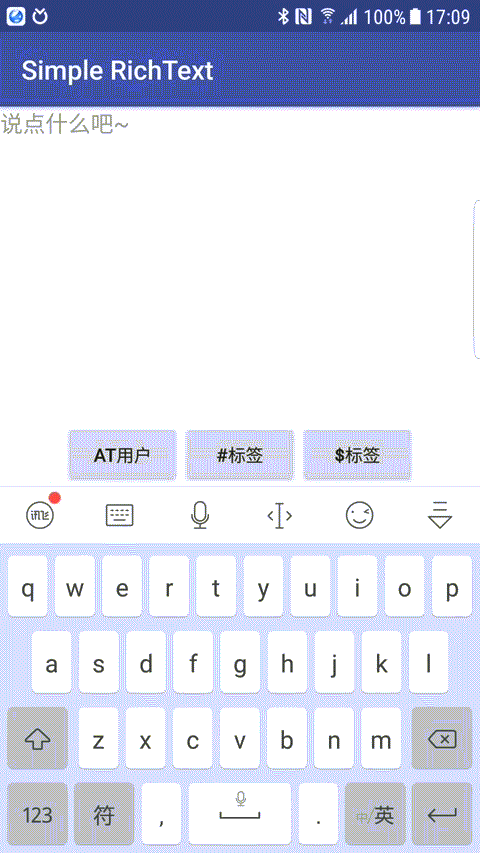 100% 17:09
Simple RichText
说点什么吧~
AT用户 #标签 $标签
q w e r t y u i o p
a s d f g h j k l
z x c v b n m
123 符 , . 中/英